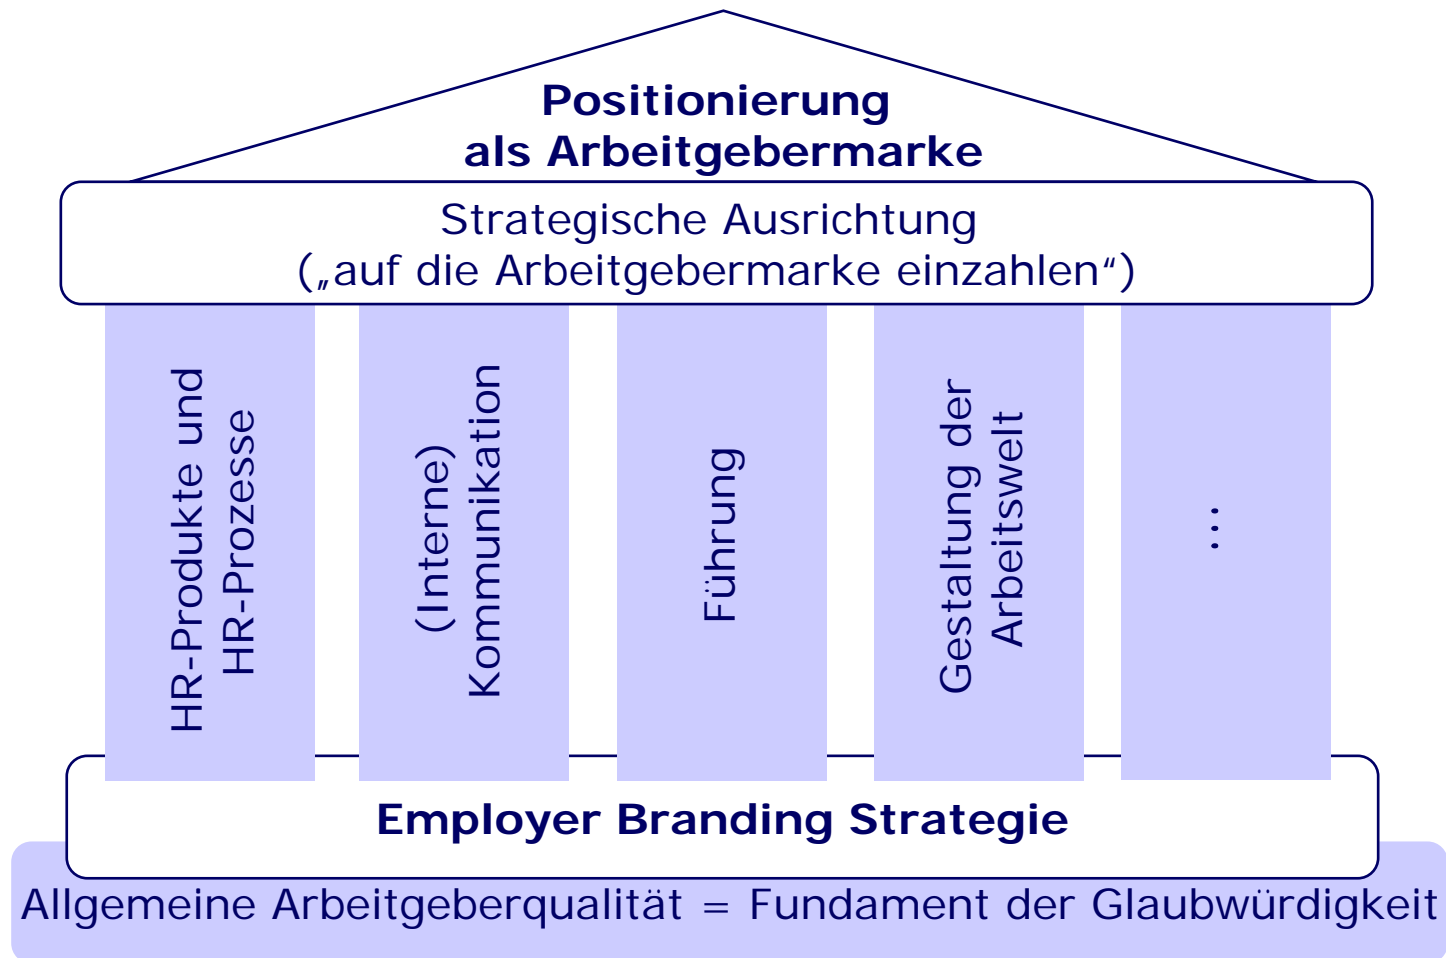 Positionierung
als Arbeitgebermarke
Strategische Ausrichtung
(„auf die Arbeitgebermarke einzahlen“)
HR-Produkte und
HR-Prozesse
(Interne)
Kommunikation
Führung
Gestaltung der
Arbeitswelt
...
Employer Branding Strategie
Allgemeine Arbeitgeberqualität = Fundament der Glaubwürdigkeit